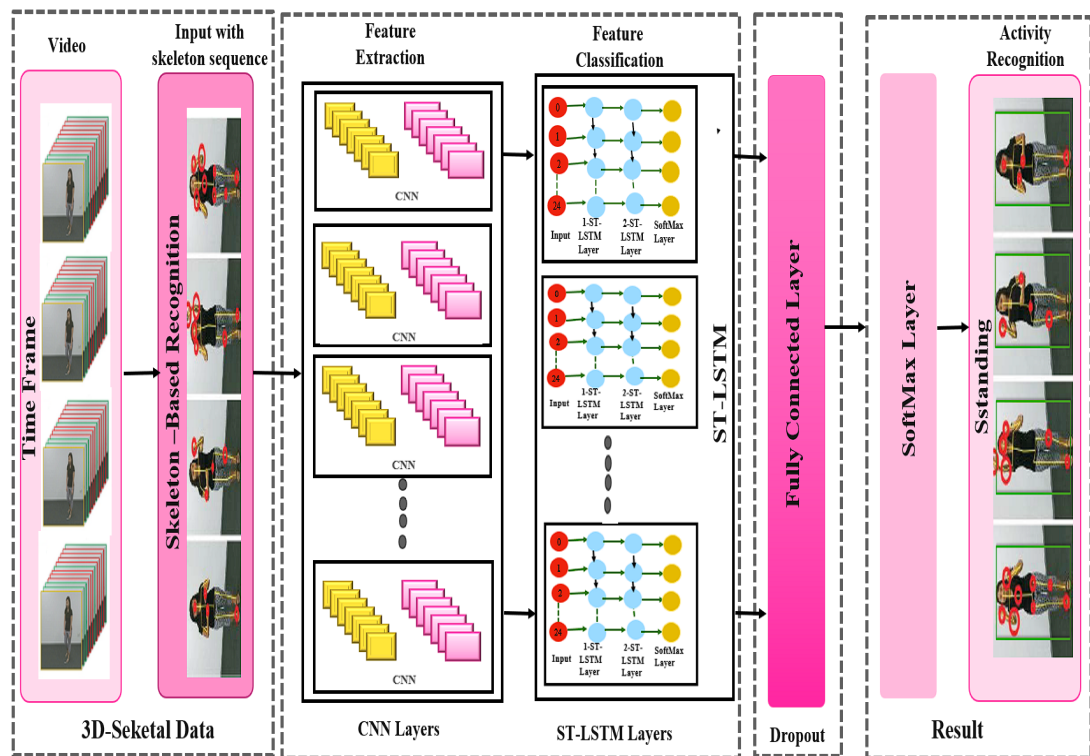 Video
Time Frame
Input with
skeleton sequence
Skeleton –Based Recognition
3D-Seketal Data
Feature
Extraction
CNN
CNN
CNN
CNN
CNN Layers
Feature
Classification
0
1
2
24
Input
1-ST-
LSTM
Layer
2-ST-
LSTM
Layer
SoftMax
Layer
0
1
2
24
Input
1-ST-
LSTM
Layer
2-ST-
LSTM
Layer
SoftMax
Layer
0
1
2
24
Input
1-ST-
LSTM
Layer
2-ST-
LSTM
Layer
SoftMax
Layer
ST-LSTM
ST-LSTM Layers
Fully Connected Layer
Dropout
SoftMax Layer
Activity
Recognition
Sstanding
Result